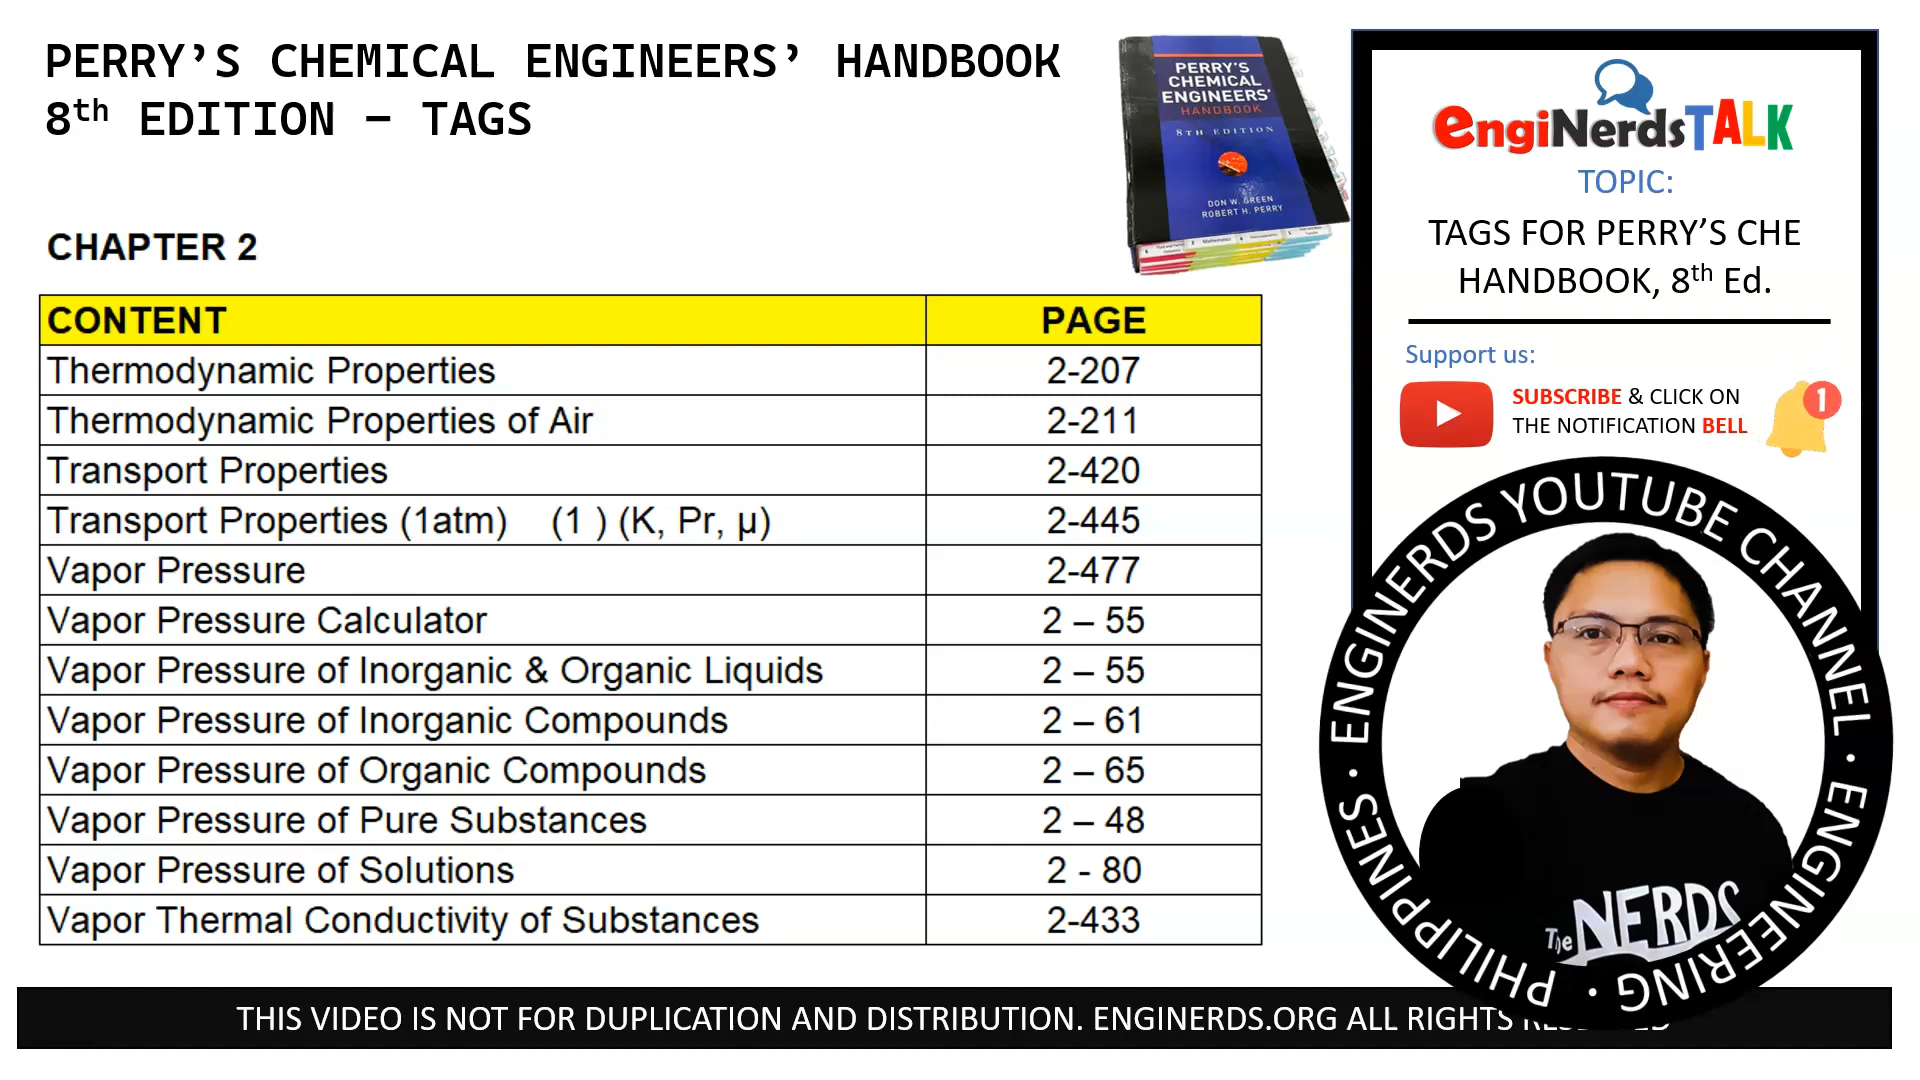 PERRY’S CHEMICAL ENGINEERS’ HANDBOOK
8th EDITION – TAGS
PERRY'S
CHEMICAL
ENGINEERS'
HANDBOOK
8TH EDITION
DON W. GREEN
ROBERT H. PERRY
Mathematics
CHAPTER 2
CONTENT PAGE
Thermodynamic Properties 2-207
Thermodynamic Properties of Air 2-211
Transport Properties 2-420
Transport Properties (1atm) (1 ) (K, Pr, µ) 2-445
Vapor Pressure 2-477
Vapor Pressure Calculator 2 – 55
Vapor Pressure of Inorganic & Organic Liquids 2 – 55
Vapor Pressure of Inorganic Compounds 2 – 61
Vapor Pressure of Organic Compounds 2 – 65
Vapor Pressure of Pure Substances 2 – 48
Vapor Pressure of Solutions 2 - 80
Vapor Thermal Conductivity of Substances 2-433
engiNerdsTALK
TOPIC:
TAGS FOR PERRY’S CHE
HANDBOOK, 8th Ed.
Support us:
SUBSCRIBE & CLICK ON
THE NOTIFICATION BELL
1
· ENGINERDS YOUTUBE CHANNEL · ENGINEERING · PHILIPPINES
The NERDS
THIS VIDEO IS NOT FOR DUPLICATION AND DISTRIBUTION. ENGINERDS.ORG ALL RIGHTS